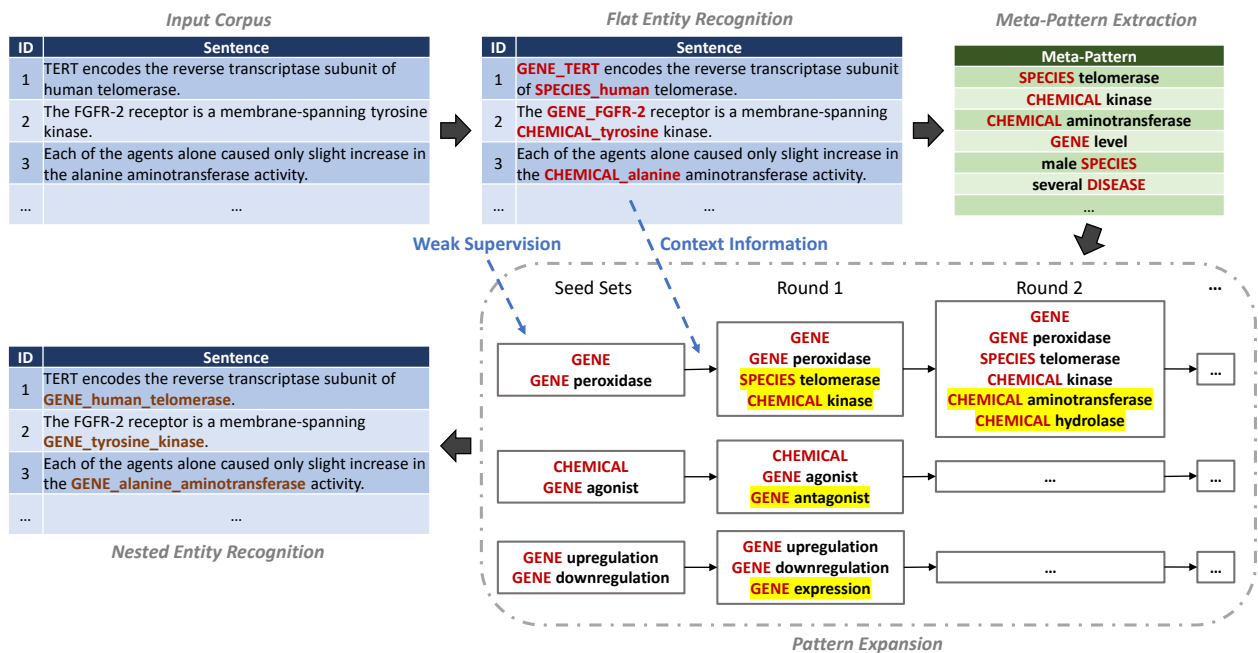 Input Corpus
ID Sentence
1 TERT encodes the reverse transcriptase subunit of
human telomerase.
2 The FGFR-2 receptor is a membrane-spanning tyrosine
kinase.
3 Each of the agents alone caused only slight increase in
the alanine aminotransferase activity.
... ...
Flat Entity Recognition
ID Sentence
1 GENE_TERT encodes the reverse transcriptase subunit
of SPECIES_human telomerase.
2 The GENE_FGFR-2 receptor is a membrane-spanning
CHEMICAL_tyrosine kinase.
3 Each of the agents alone caused only slight increase in
the CHEMICAL_alanine aminotransferase activity.
... ...
Meta-Pattern Extraction
Meta-Pattern
SPECIES telomerase
CHEMICAL kinase
CHEMICAL aminotransferase
GENE level
male SPECIES
several DISEASE
...
Weak Supervision
Context Information
Seed Sets
Round 1
Round 2
...
GENE
GENE peroxidase
GENE
GENE peroxidase
SPECIES telomerase
CHEMICAL kinase
GENE
GENE peroxidase
SPECIES telomerase
CHEMICAL kinase
CHEMICAL aminotransferase
CHEMICAL hydrolase
...
CHEMICAL
GENE agonist
CHEMICAL
GENE agonist
GENE antagonist
...
...
GENE upregulation
GENE downregulation
GENE upregulation
GENE downregulation
GENE expression
...
...
Pattern Expansion
ID Sentence
1 TERT encodes the reverse transcriptase subunit of
GENE_human_telomerase.
2 The FGFR-2 receptor is a membrane-spanning
GENE_tyrosine_kinase.
3 Each of the agents alone caused only slight increase in
the GENE_alanine_aminotransferase activity.
... ...
Nested Entity Recognition